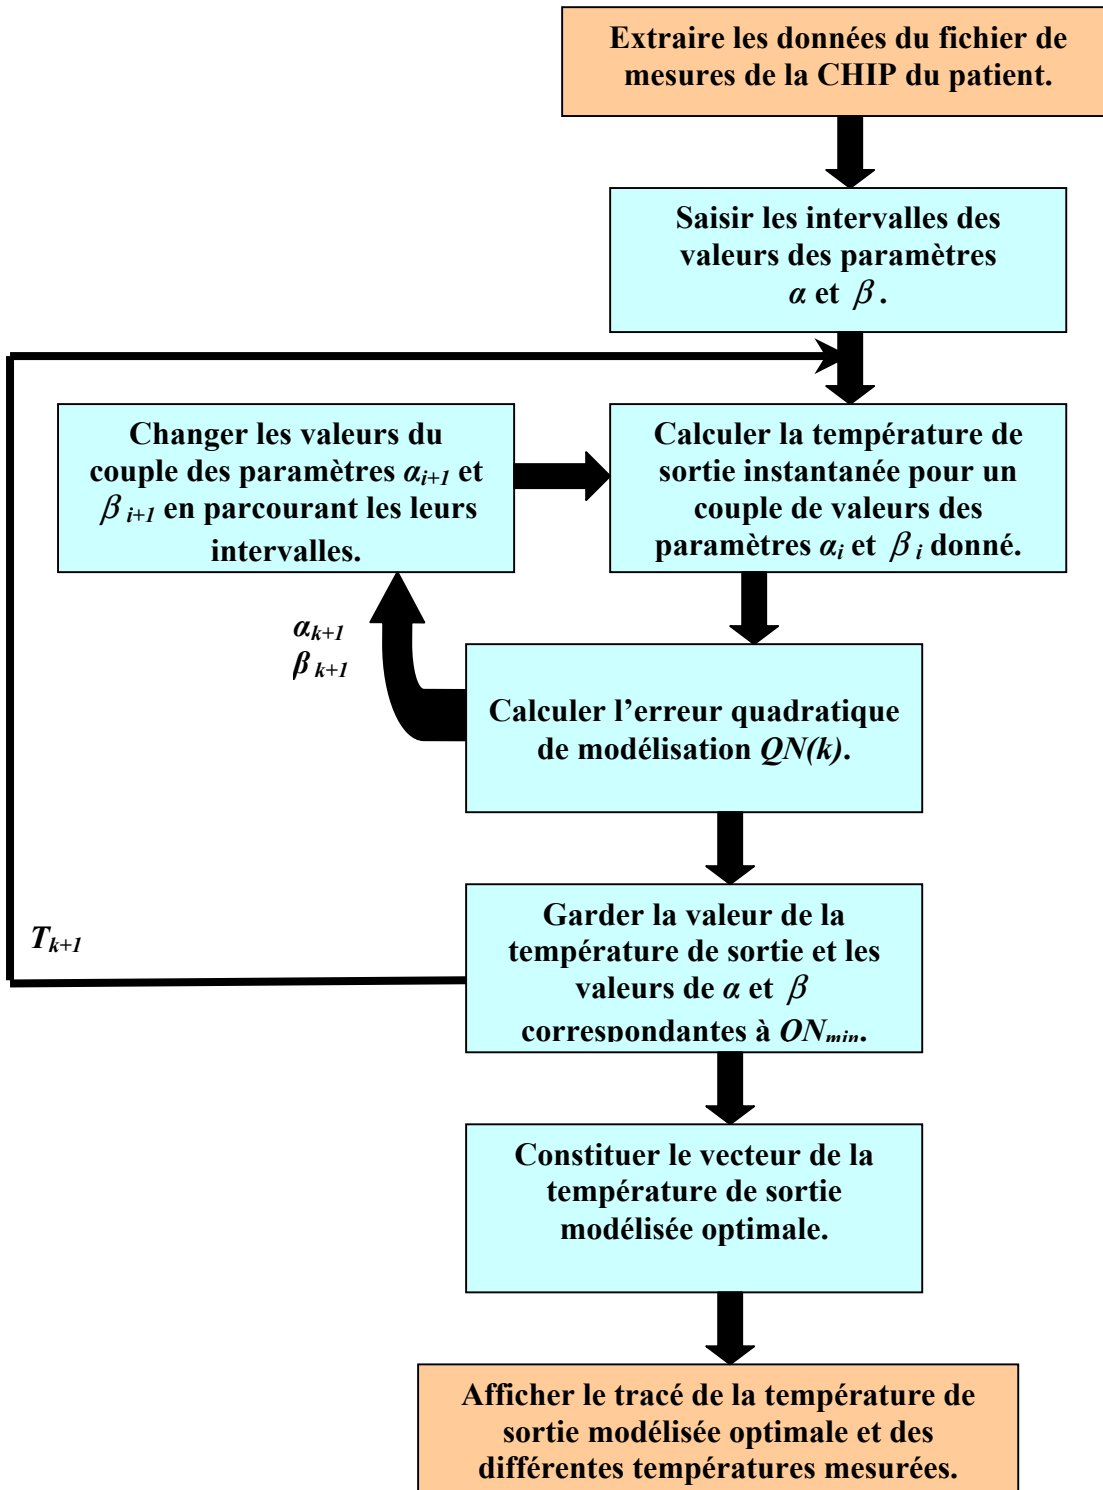 Extraire les données du fichier de
mesures de la CHIP du patient.
Saisir les intervalles des
valeurs des paramètres
α et β.
Changer les valeurs du
couple des paramètres αi+1 et
βi+1 en parcourant les leurs
intervalles.
Calculer la température de
sortie instantanée pour un
couple de valeurs des
paramètres αi et βi donné.
αk+1
βk+1
Calculer l’erreur quadratique
de modélisation QN(k).
Tk+1
Garder la valeur de la
température de sortie et les
valeurs de α et β
correspondantes à QNmin.
Constituer le vecteur de la
température de sortie
modélisée optimale.
Afficher le tracé de la température de
sortie modélisée optimale et des
différentes températures mesurées.